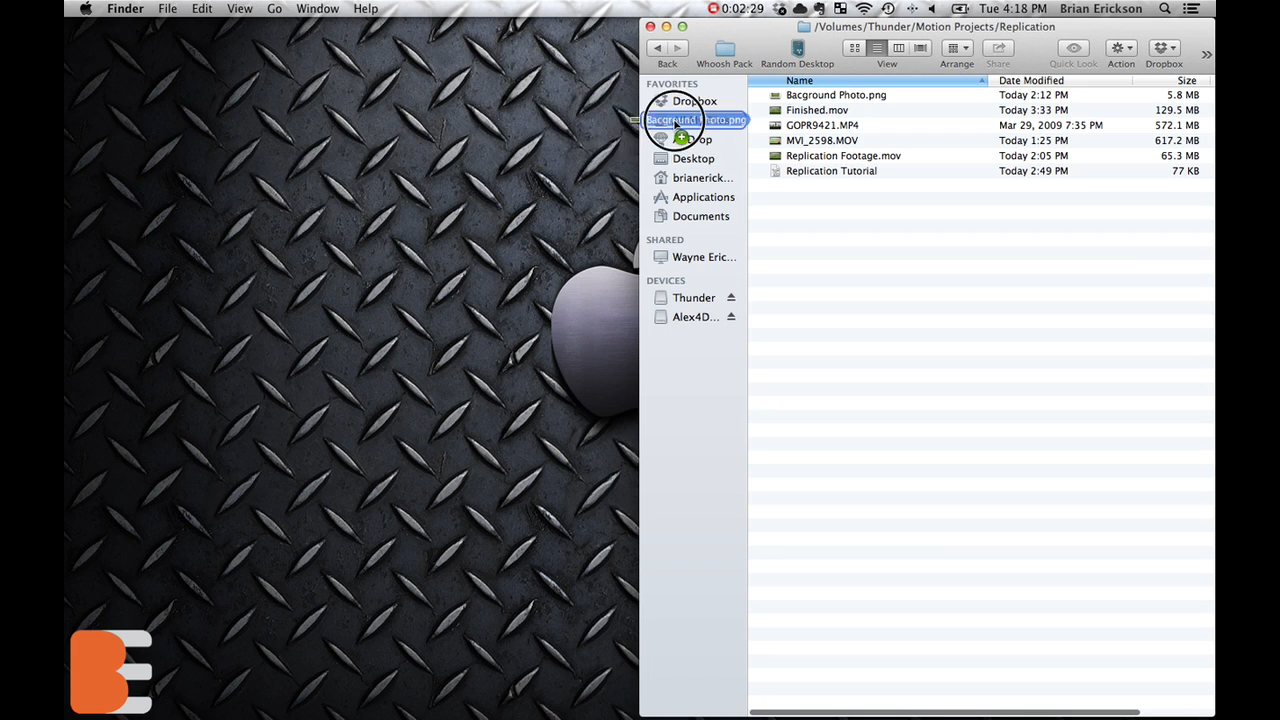 Finder File Edit View Go Window Help 0:02:29 Tue 4:18 PM Brian Erickson
/Volumes/Thunder/Motion Projects/Replication
Back Whoosh Pack Random Desktop View Arrange Share Quick Look Action Dropbox
FAVORITES
Dropbox
Bacground Photo.png
Desktop
brianerick...
Applications
Documents
SHARED
Wayne Eric...
DEVICES
Thunder
Alex4D...
Name Date Modified Size
Bacground Photo.png Today 2:12 PM 5.8 MB
Finished.mov Today 3:33 PM 129.5 MB
GOPR9421.MP4 Mar 29, 2009 7:35 PM 572.1 MB
MVI_2598.MOV Today 1:25 PM 617.2 MB
Replication Footage.mov Today 2:05 PM 65.3 MB
Replication Tutorial Today 2:49 PM 77 KB
BE